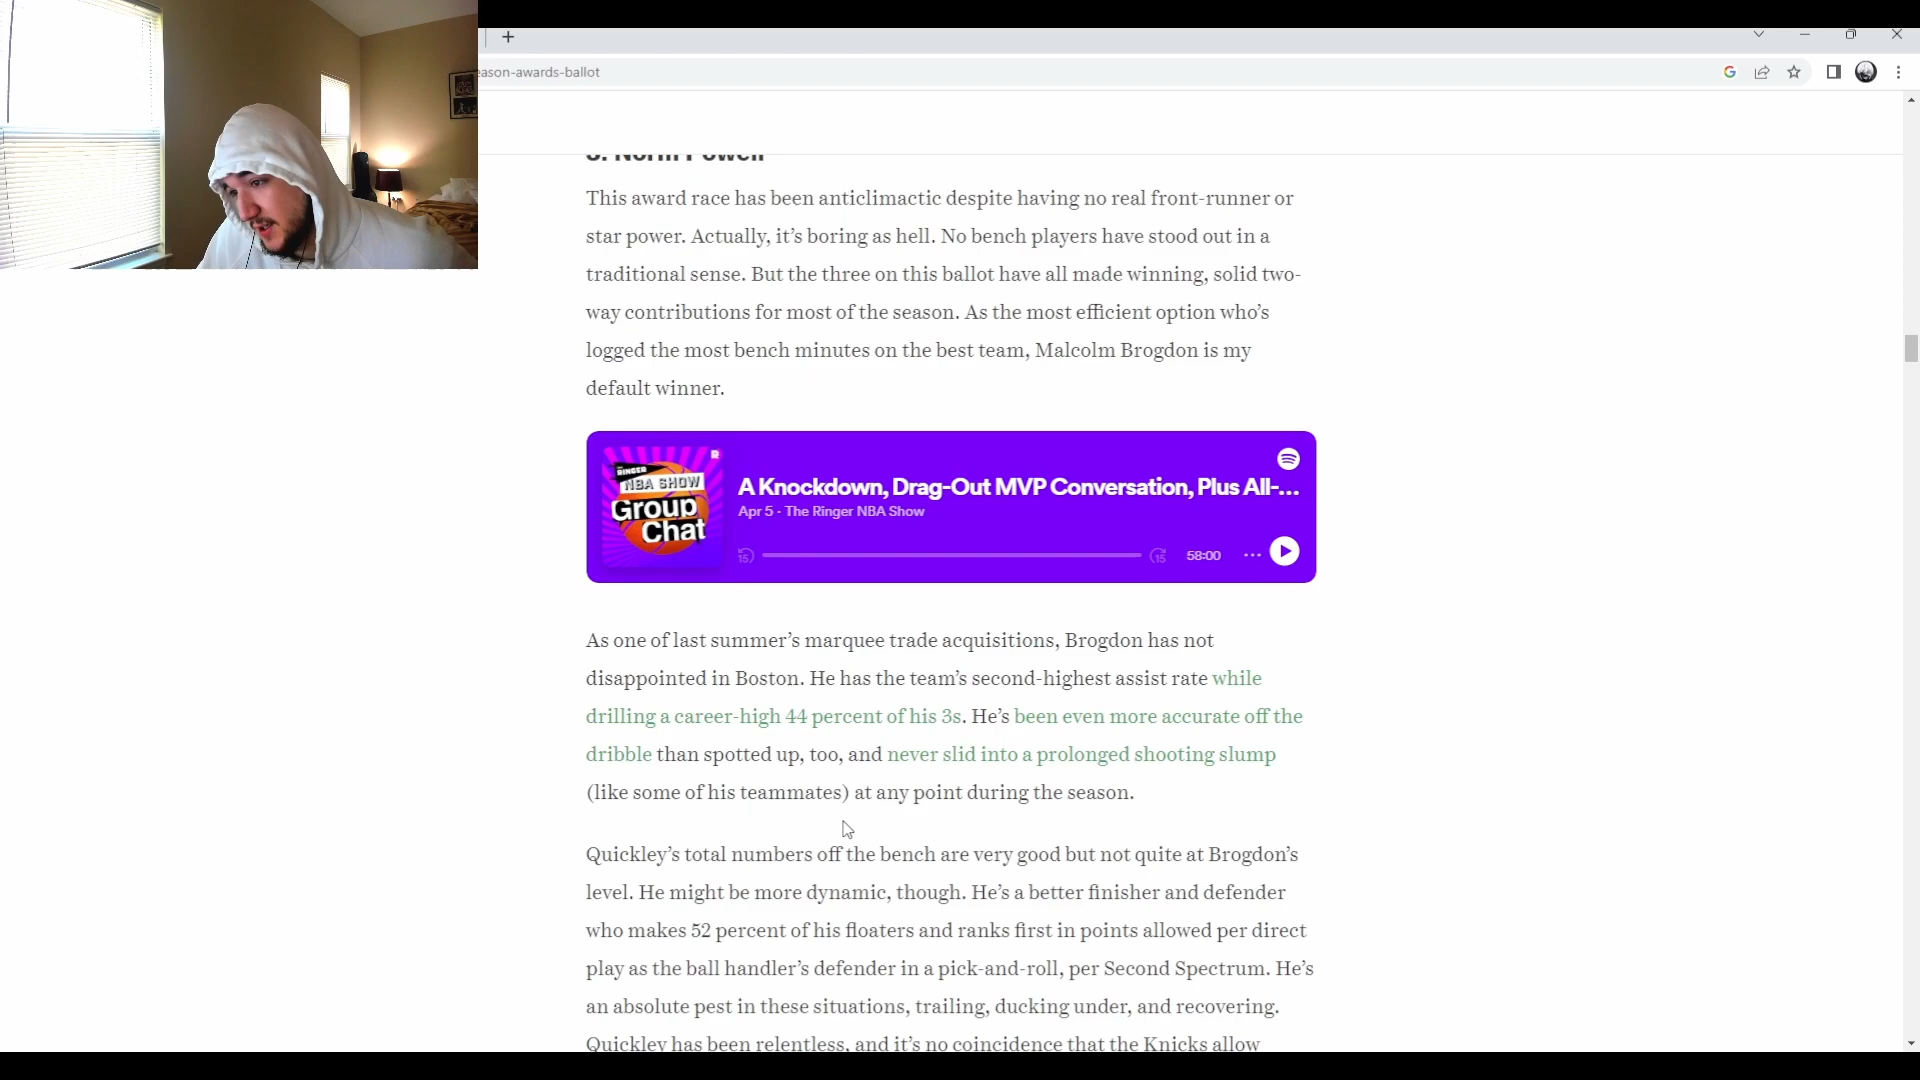 eason-awards-ballot
3. Norm Powell
This award race has been anticlimactic despite having no real front-runner or
star power. Actually, it’s boring as hell. No bench players have stood out in a
traditional sense. But the three on this ballot have all made winning, solid two-
way contributions for most of the season. As the most efficient option who’s
logged the most bench minutes on the best team, Malcolm Brogdon is my
default winner.
THE RINGER
NBA SHOW
Group
Chat
R
A Knockdown, Drag-Out MVP Conversation, Plus All-...
Apr 5 · The Ringer NBA Show
15
15
58:00
As one of last summer’s marquee trade acquisitions, Brogdon has not
disappointed in Boston. He has the team’s second-highest assist rate while
drilling a career-high 44 percent of his 3s. He’s been even more accurate off the
dribble than spotted up, too, and never slid into a prolonged shooting slump
(like some of his teammates) at any point during the season.
Quickley’s total numbers off the bench are very good but not quite at Brogdon’s
level. He might be more dynamic, though. He’s a better finisher and defender
who makes 52 percent of his floaters and ranks first in points allowed per direct
play as the ball handler’s defender in a pick-and-roll, per Second Spectrum. He’s
an absolute pest in these situations, trailing, ducking under, and recovering.
Quickley has been relentless, and it’s no coincidence that the Knicks allow